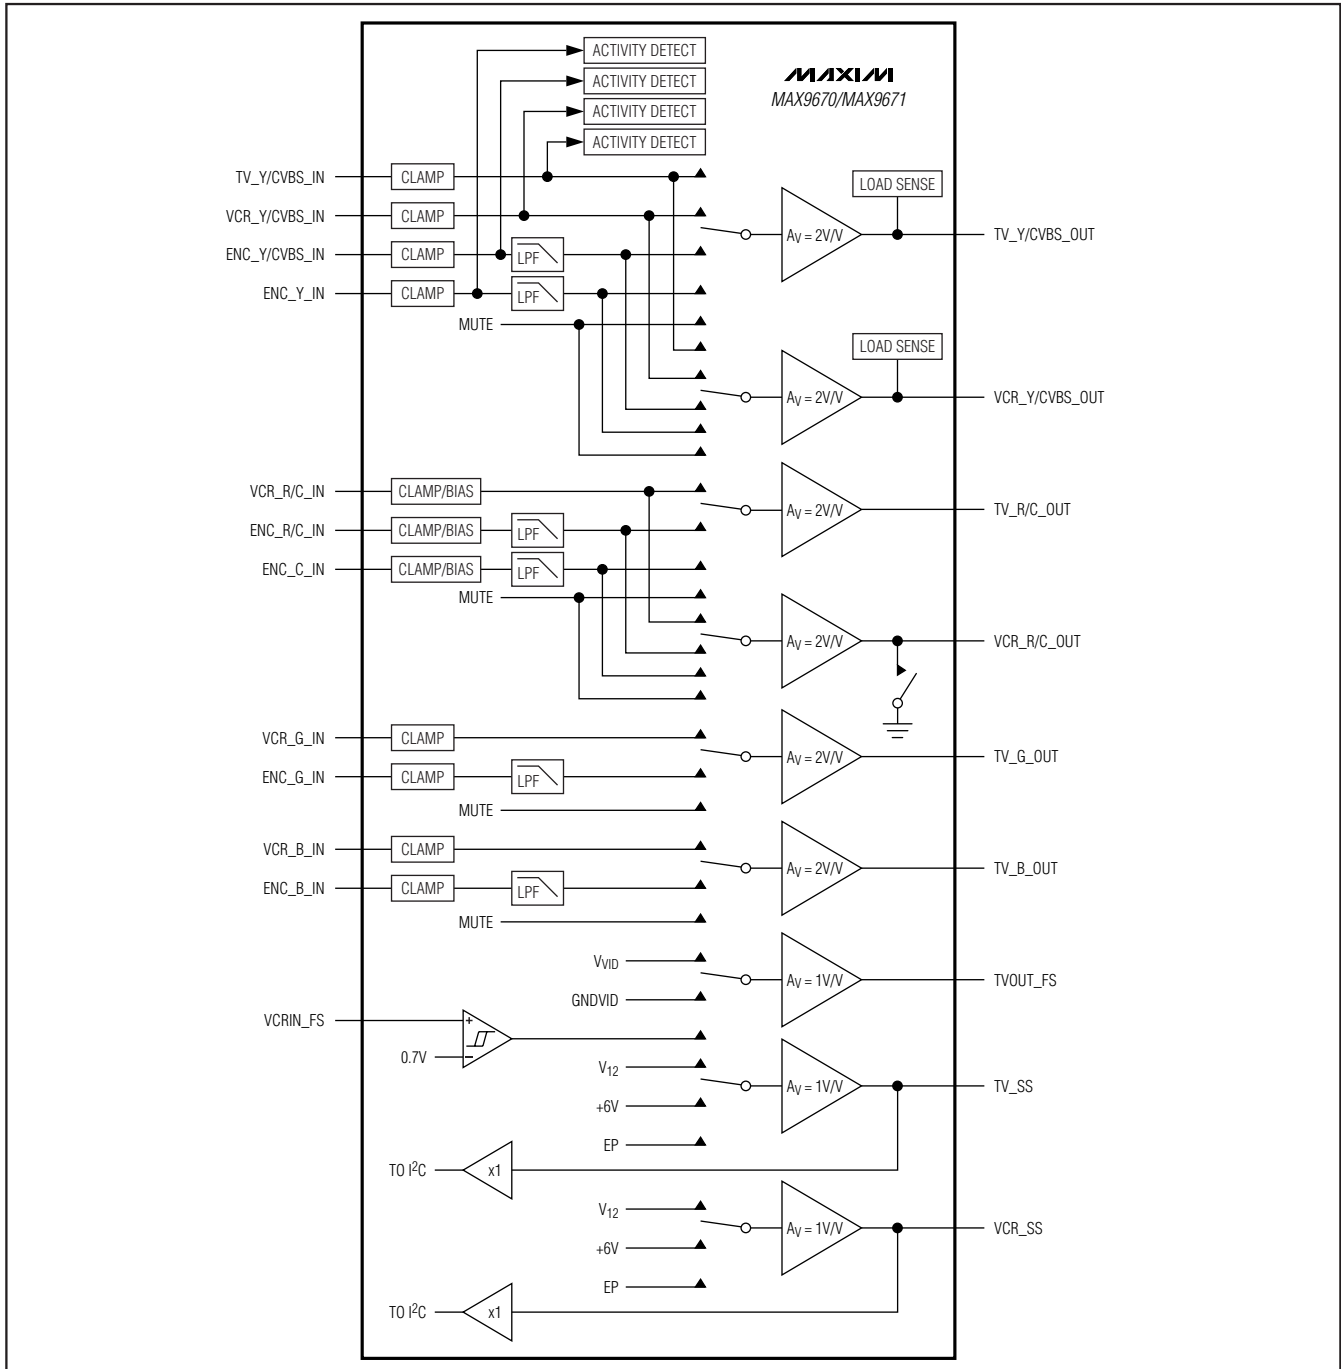 ACTIVITY DETECT
MAXIM
ACTIVITY DETECT
MAX9670/MAX9671
ACTIVITY DETECT
ACTIVITY DETECT
TV_Y/CVBS_IN
CLAMP
LOAD SENSE
VCR_Y/CVBS_IN
CLAMP
AV = 2V/V
TV_Y/CVBS_OUT
ENC_Y/CVBS_IN
CLAMP
LPF
ENC_Y_IN
CLAMP
LPF
MUTE
LOAD SENSE
AV = 2V/V
VCR_Y/CVBS_OUT
VCR_R/C_IN
CLAMP/BIAS
AV = 2V/V
TV_R/C_OUT
ENC_R/C_IN
CLAMP/BIAS
LPF
ENC_C_IN
CLAMP/BIAS
LPF
MUTE
AV = 2V/V
VCR_R/C_OUT
VCR_G_IN
CLAMP
AV = 2V/V
TV_G_OUT
ENC_G_IN
CLAMP
LPF
MUTE
VCR_B_IN
CLAMP
AV = 2V/V
TV_B_OUT
ENC_B_IN
CLAMP
LPF
MUTE
VVID
AV = 1V/V
TVOUT_FS
GNDVID
VCRIN_FS
+
0.7V
−
V12
AV = 1V/V
TV_SS
+6V
EP
TO I²C
x1
V12
AV = 1V/V
VCR_SS
+6V
EP
TO I²C
x1